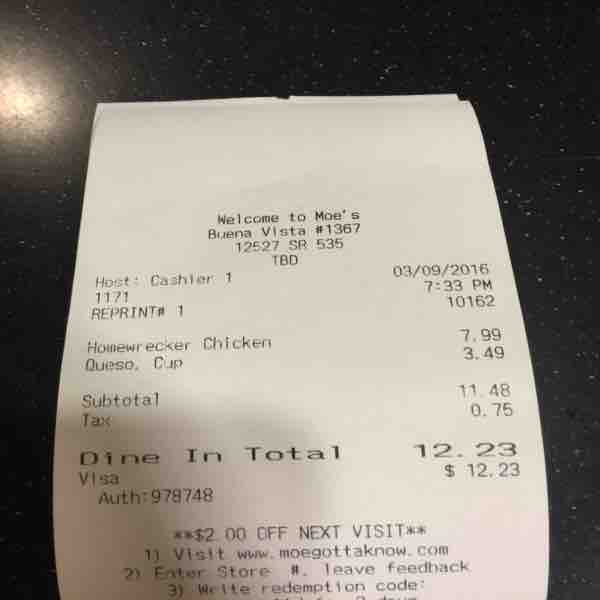 Welcome to Moe's
Buena Vista #1367
12527 SR 535
TBD
Host: Cashier 1 03/09/2016
1171 7:33 PM
REPRINT# 1 10162
Homewrecker Chicken 7.99
Queso, Cup 3.49
Subtotal 11.48
Tax 0.75
Dine In Total 12.23
Visa $ 12.23
Auth:978748
**$2.00 OFF NEXT VISIT**
1) Visit www.moegottaknow.com
2) Enter Store #, leave feedback
3) Write redemption code: